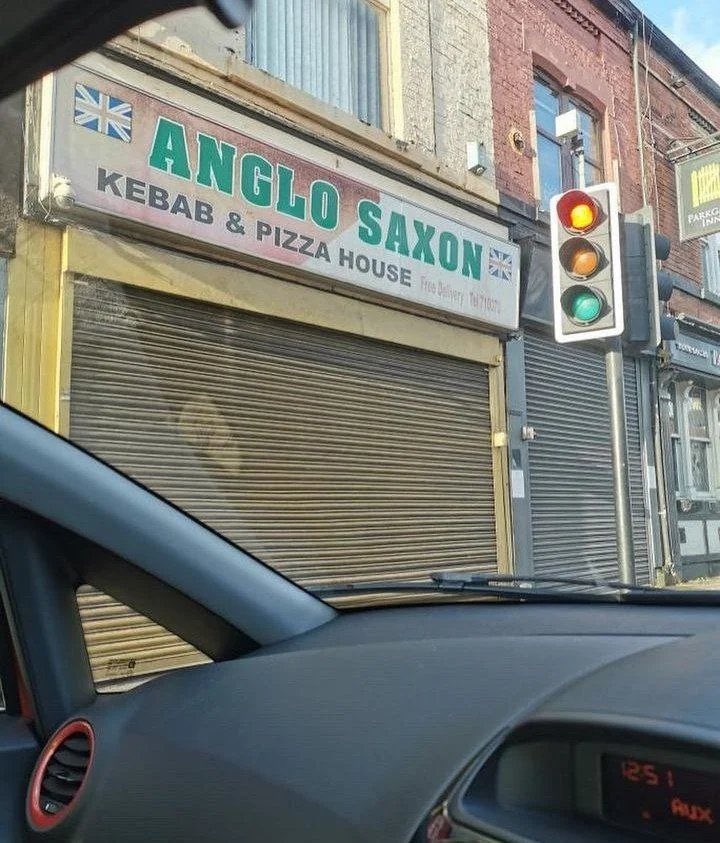 ANGLO SAXON
KEBAB & PIZZA HOUSE
Free Delivery
12:51
AUX